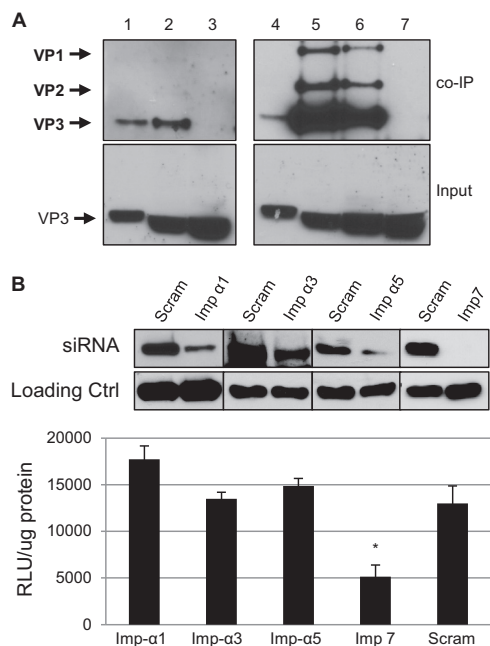 A
1 2 3 4 5 6 7
VP1
VP2
VP3
co-IP
VP3
Input
B
Scram Imp α1 Scram Imp α3 Scram Imp α5 Scram Imp7
siRNA
Loading Ctrl
20000
15000
10000
5000
0
RLU/ug protein
*
Imp-α1 Imp-α3 Imp-α5 Imp 7 Scram